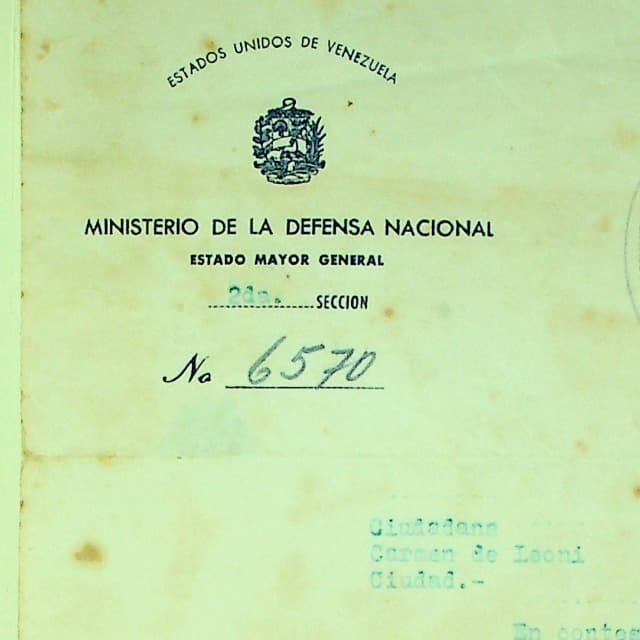 ESTADOS UNIDOS DE VENEZUELA
MINISTERIO DE LA DEFENSA NACIONAL
ESTADO MAYOR GENERAL
2da. SECCION
No 6570
Ciudadana
Carmen de Leoni
Ciudad.-
En contes